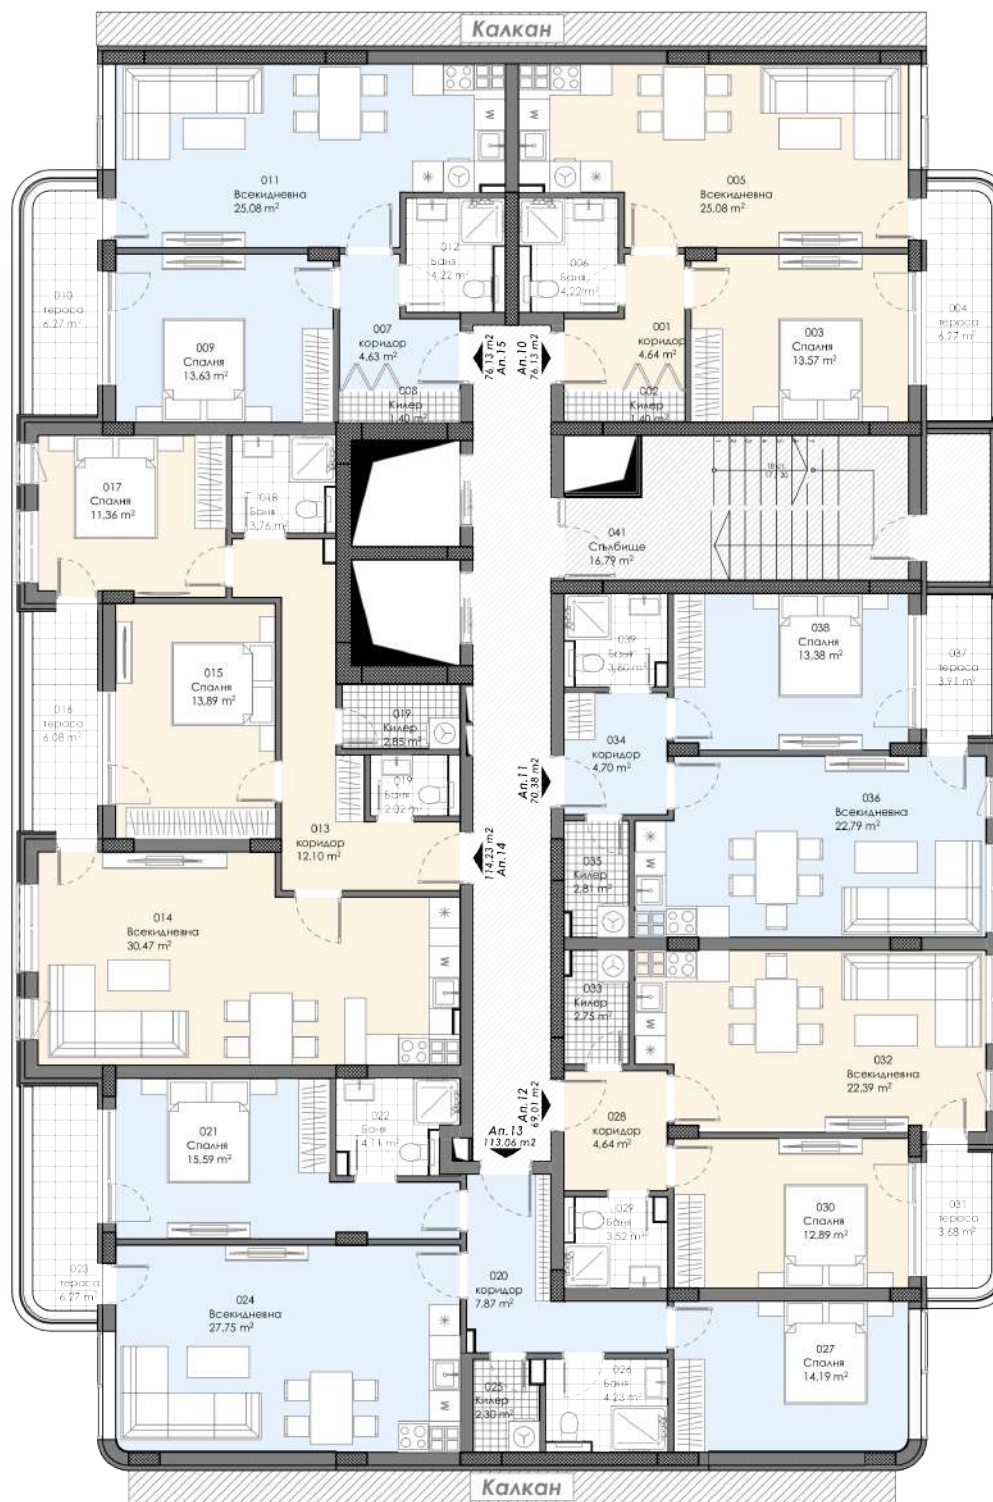 Калкан
011
Всекидневна
25,08 m²
005
Всекидневна
25,08 m²
012
Баня
4,22 m²
006
Баня
4,22 m²
010
тераса
6,27 m²
004
тераса
6,27 m²
009
Спалня
13,63 m²
007
коридор
4,63 m²
76.13 m2
Ап.15
Ап.10
76.13 m2
001
коридор
4,64 m²
003
Спалня
13,57 m²
008
Килер
1,40 m²
002
Килер
1,40 m²
017
Спалня
11,36 m²
018
Баня
3,76 m²
041
Стълбище
16,79 m²
039
Баня
3,60 m²
038
Спалня
13,38 m²
037
тераса
3,91 m²
015
Спалня
13,89 m²
016
тераса
6,08 m²
019
Килер
2,85 m²
034
коридор
4,70 m²
019
Баня
2,02 m²
Ап.11
70.38 m2
036
Всекидневна
22,79 m²
013
коридор
12,10 m²
114.23 m2
Ап.14
035
Килер
2,81 m²
W
014
Всекидневна
30,47 m²
W
033
Килер
2,75 m²
W
032
Всекидневна
22,39 m²
Ап.12
69.01 m2
028
коридор
4,64 m²
021
Спалня
15,59 m²
022
Баня
4,11 m²
Ап.13
113.06 m2
029
Баня
3,52 m²
030
Спалня
12,89 m²
031
тераса
3,68 m²
023
тераса
6,27 m²
024
Всекидневна
27,75 m²
020
коридор
7,87 m²
W
025
Килер
2,30 m²
026
Баня
4,23 m²
027
Спалня
14,19 m²
Калкан